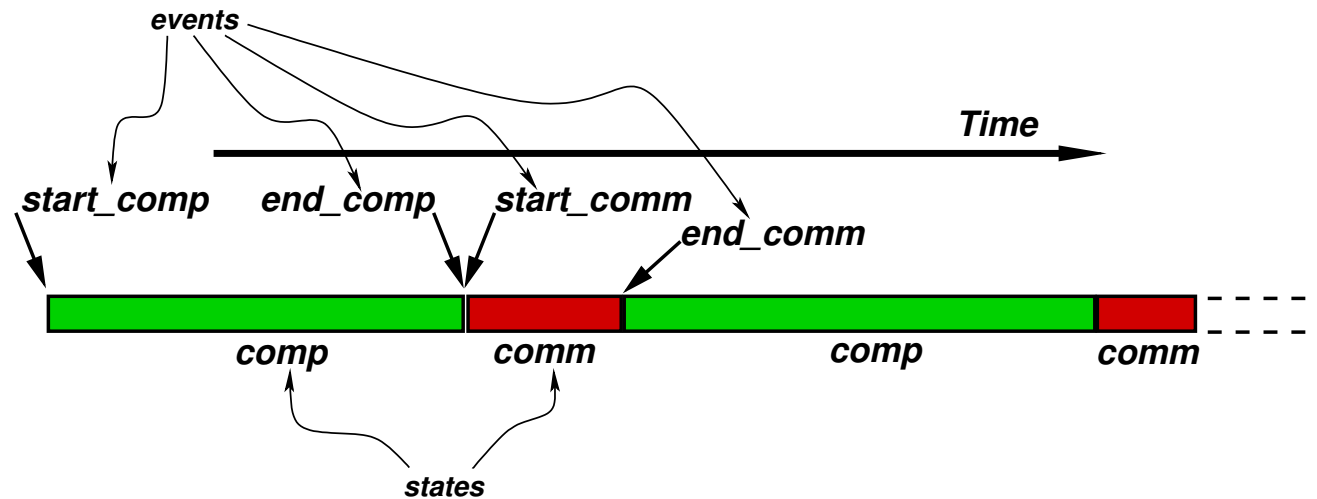 events
Time
start_comp end_comp start_comm
end_comm
comp comm comp comm
states